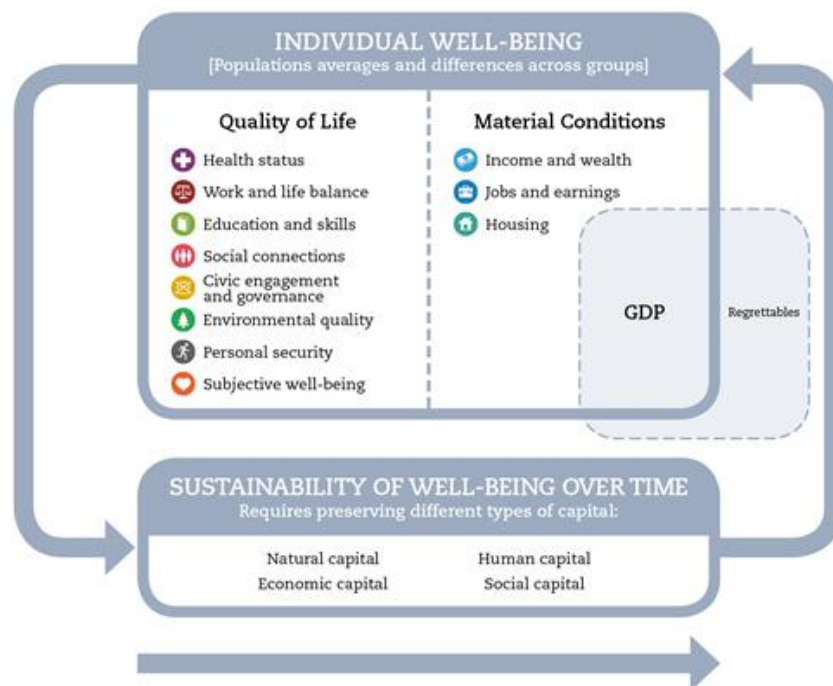 INDIVIDUAL WELL-BEING
[Populations averages and differences across groups]
Quality of Life
Health status
Work and life balance
Education and skills
Social connections
Civic engagement
and governance
Environmental quality
Personal security
Subjective well-being
Material Conditions
Income and wealth
Jobs and earnings
Housing
GDP
Regrettables
SUSTAINABILITY OF WELL-BEING OVER TIME
Requires preserving different types of capital:
Natural capital
Economic capital
Human capital
Social capital